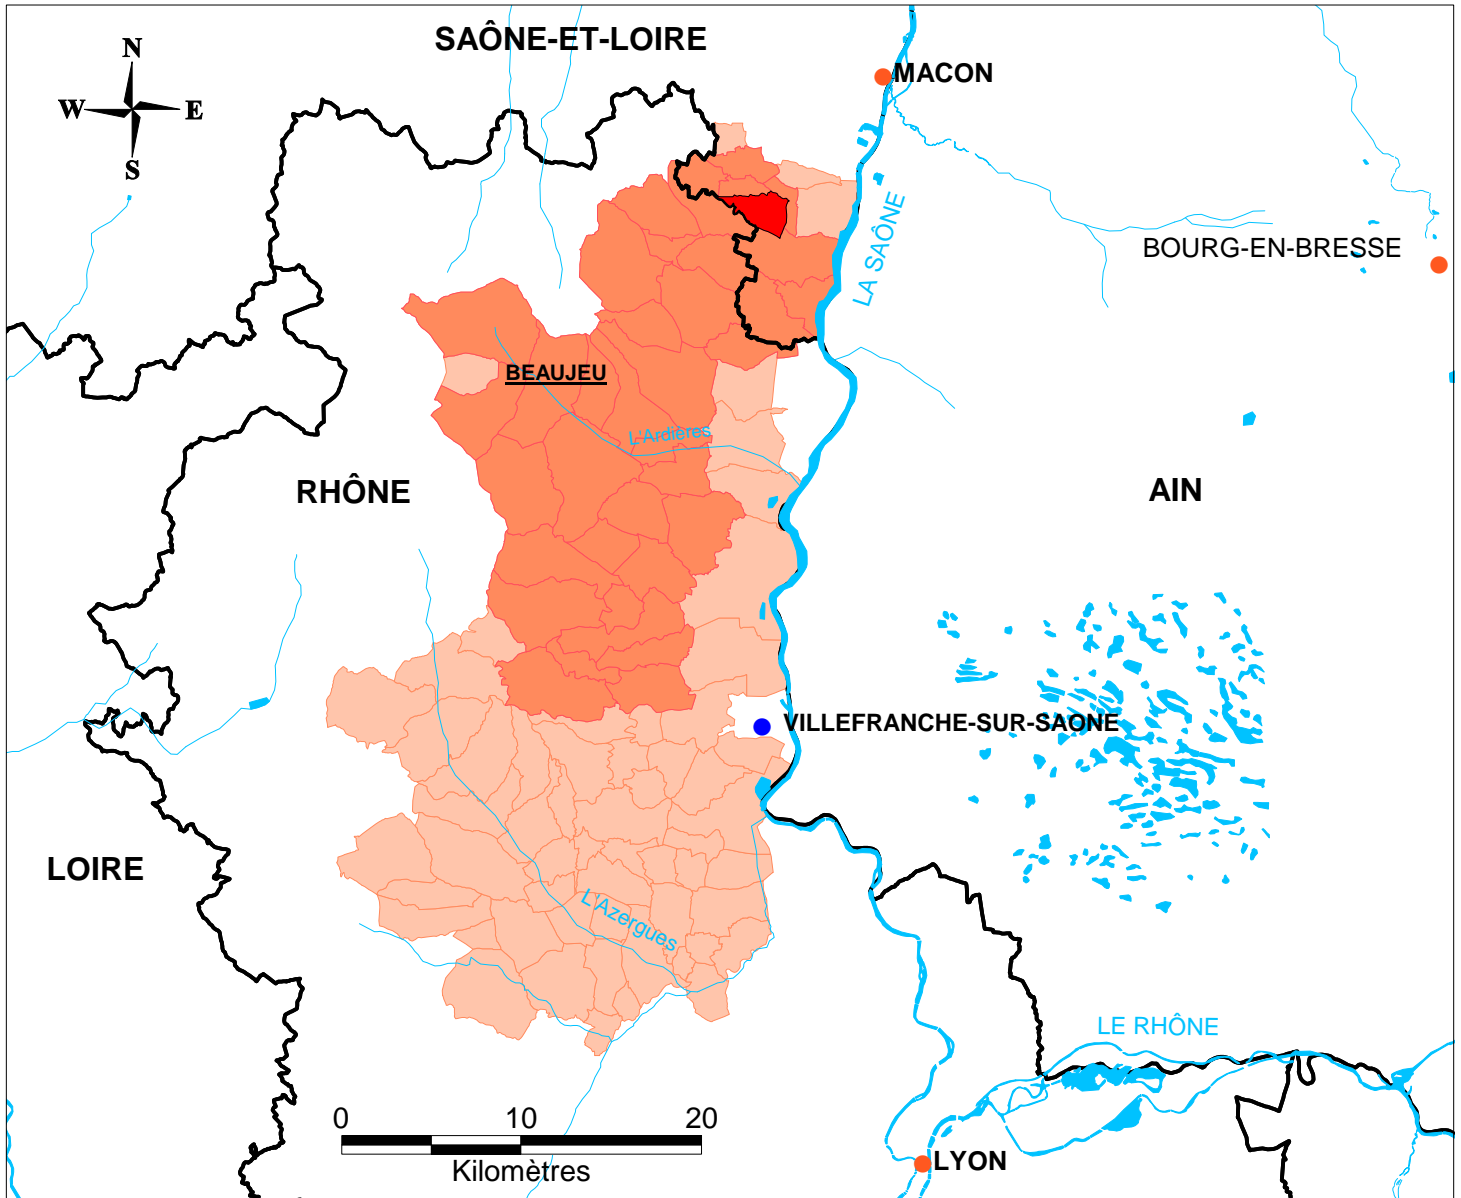 SAÔNE-ET-LOIRE
N
MACON
W
E
S
LA SAÔNE
BOURG-EN-BRESSE
BEAUJEU
L'Ardières
RHÔNE
AIN
VILLEFRANCHE-SUR-SAONE
LOIRE
L'Azergues
LE RHÔNE
0 10 20
Kilomètres
LYON